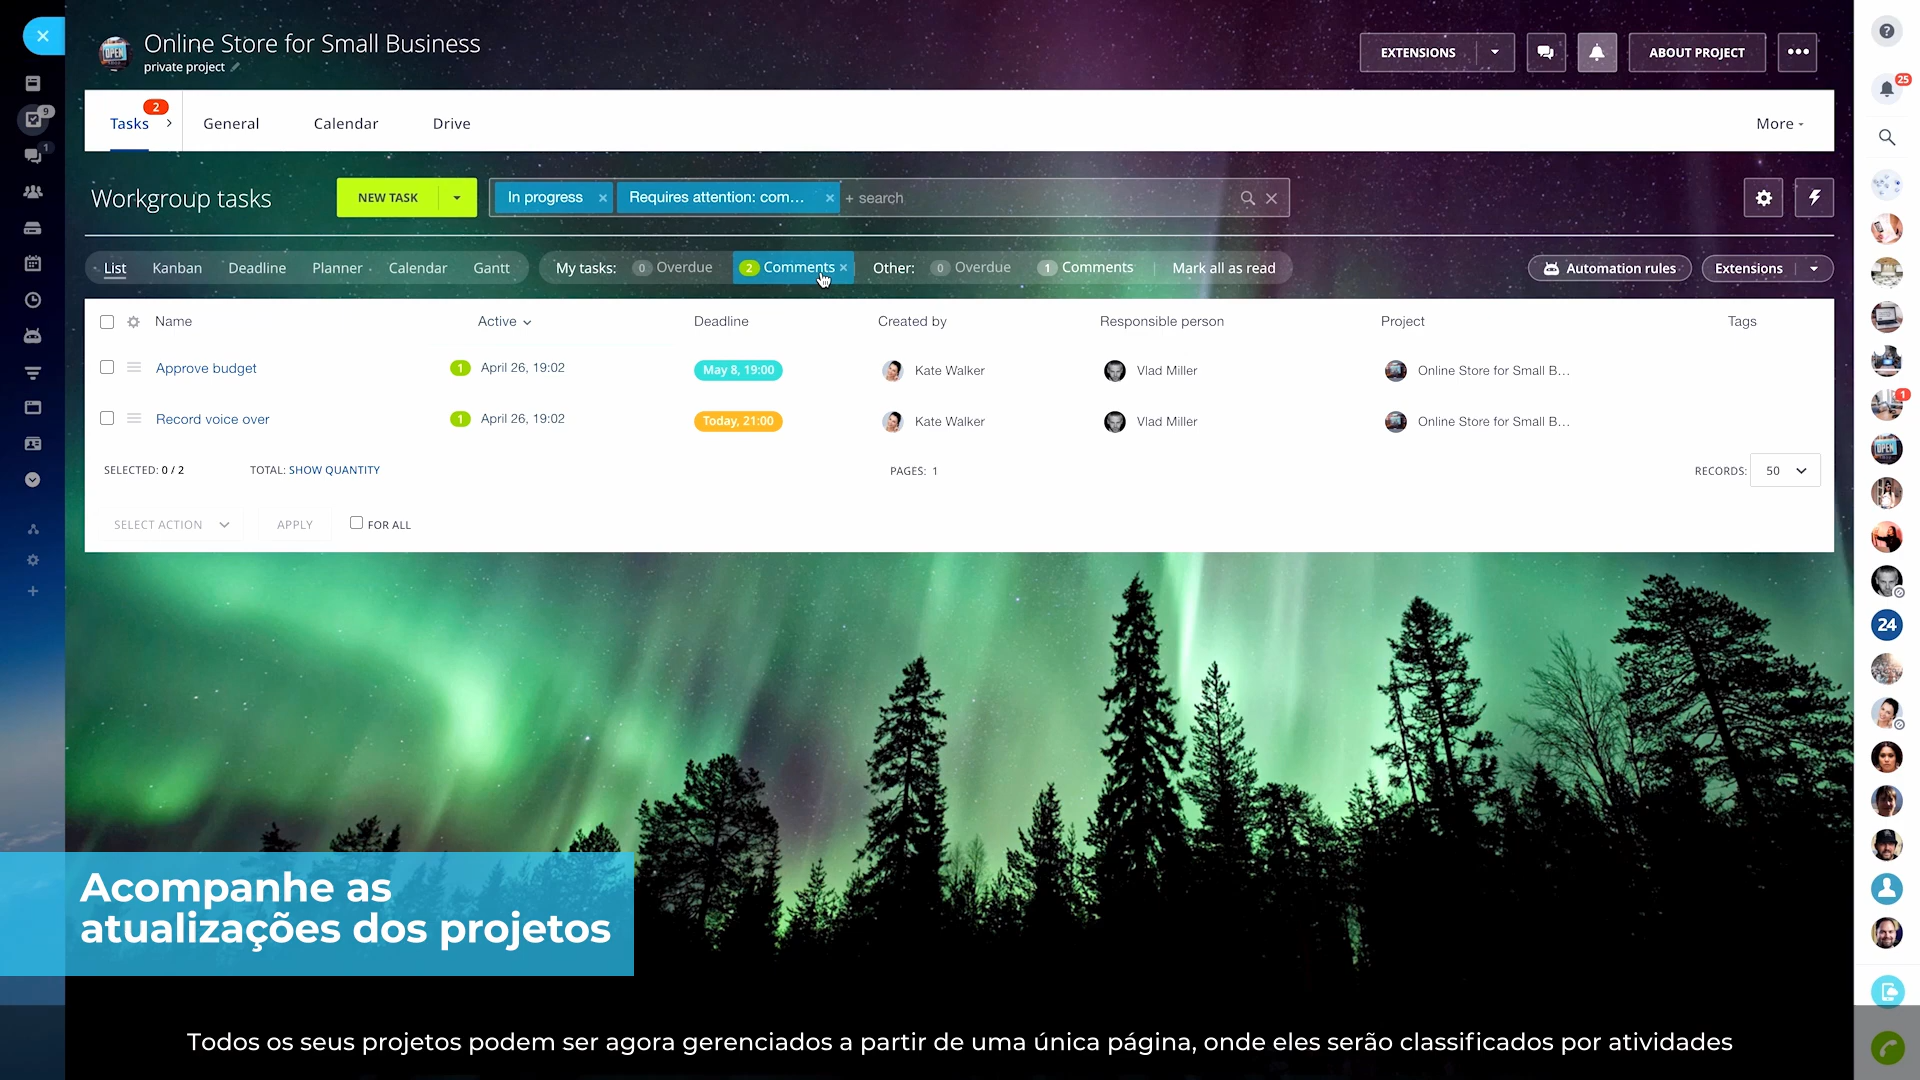 Online Store for Small Business
private project
EXTENSIONS
ABOUT PROJECT
25
Tasks 2
General
Calendar
Drive
More
9
1
Workgroup tasks
NEW TASK
In progress ×
Requires attention: com... ×
+ search
List
Kanban
Deadline
Planner
Calendar
Gantt
My tasks:
0 Overdue
2 Comments ×
Other:
0 Overdue
1 Comments
Mark all as read
Automation rules
Extensions
Name
Active
Deadline
Created by
Responsible person
Project
Tags
Approve budget
1 April 26, 19:02
May 8, 19:00
Kate Walker
Vlad Miller
Online Store for Small B...
Record voice over
1 April 26, 19:02
Today, 21:00
Kate Walker
Vlad Miller
Online Store for Small B...
1
OPEN
SELECTED: 0 / 2
TOTAL: SHOW QUANTITY
PAGES: 1
RECORDS: 50
SELECT ACTION
APPLY
FOR ALL
24
Acompanhe as
atualizações dos projetos
Todos os seus projetos podem ser agora gerenciados a partir de uma única página, onde eles serão classificados por atividades